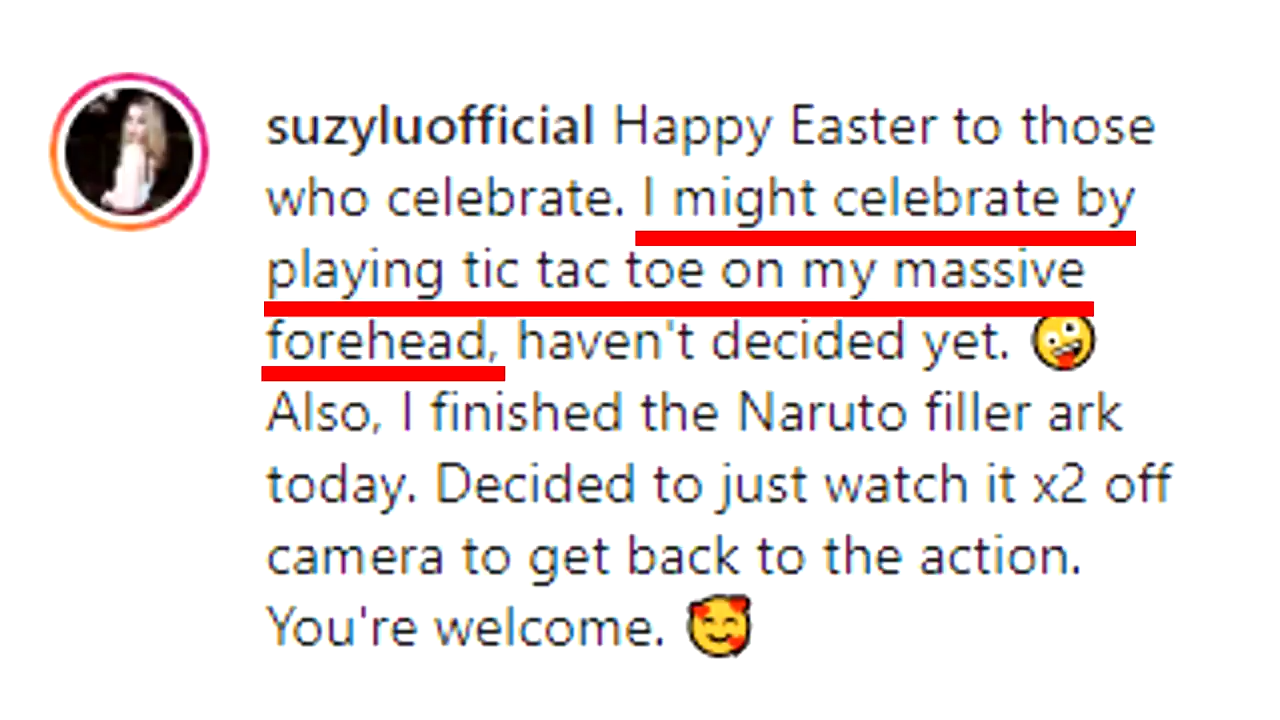 suzyluofficial Happy Easter to those
who celebrate. I might celebrate by
playing tic tac toe on my massive
forehead, haven't decided yet. 🤪
Also, I finished the Naruto filler ark
today. Decided to just watch it x2 off
camera to get back to the action.
You're welcome. 🥰